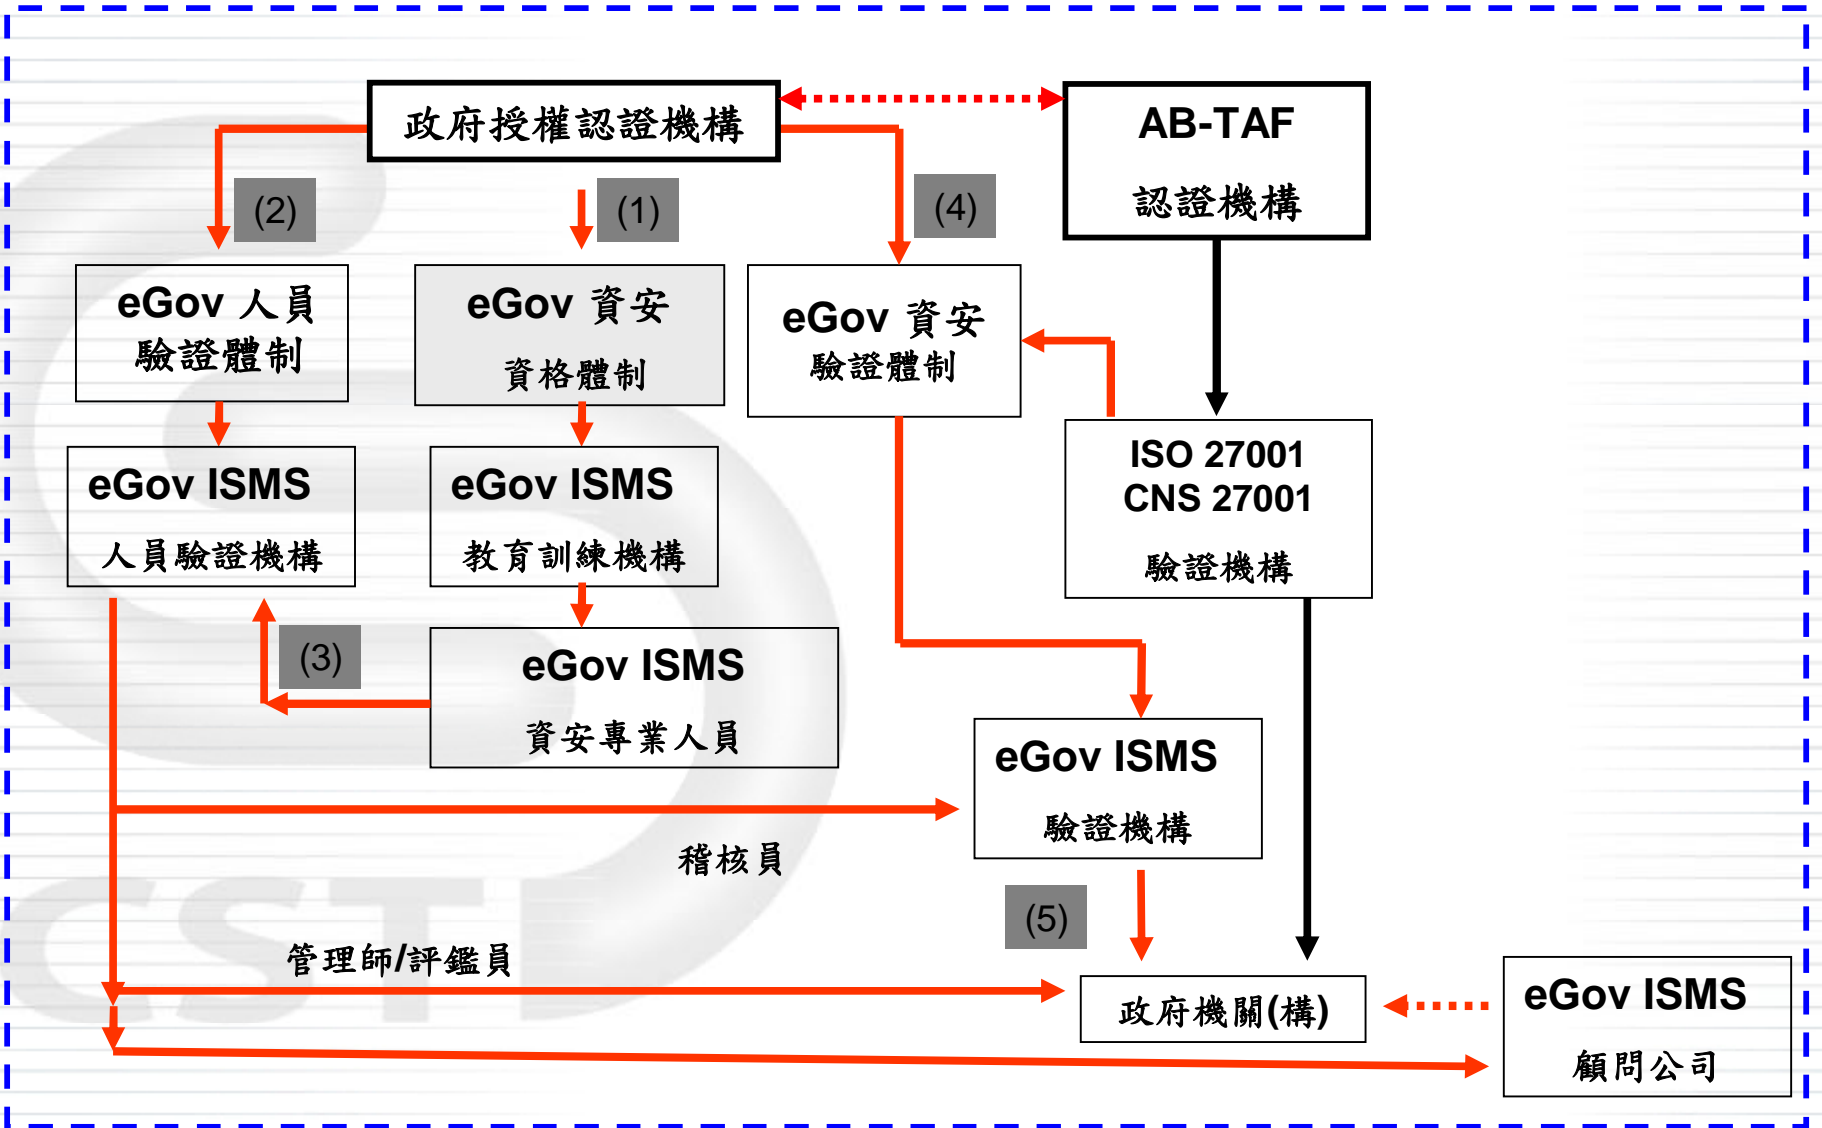 政府授權認證機構
AB-TAF
認證機構
(2)
(1)
(4)
eGov 人員
驗證體制
eGov 資安
資格體制
eGov 資安
驗證體制
ISO 27001
CNS 27001
驗證機構
eGov ISMS
人員驗證機構
eGov ISMS
教育訓練機構
(3)
eGov ISMS
資安專業人員
eGov ISMS
驗證機構
稽核員
(5)
管理師/評鑑員
政府機關(構)
eGov ISMS
顧問公司
CST